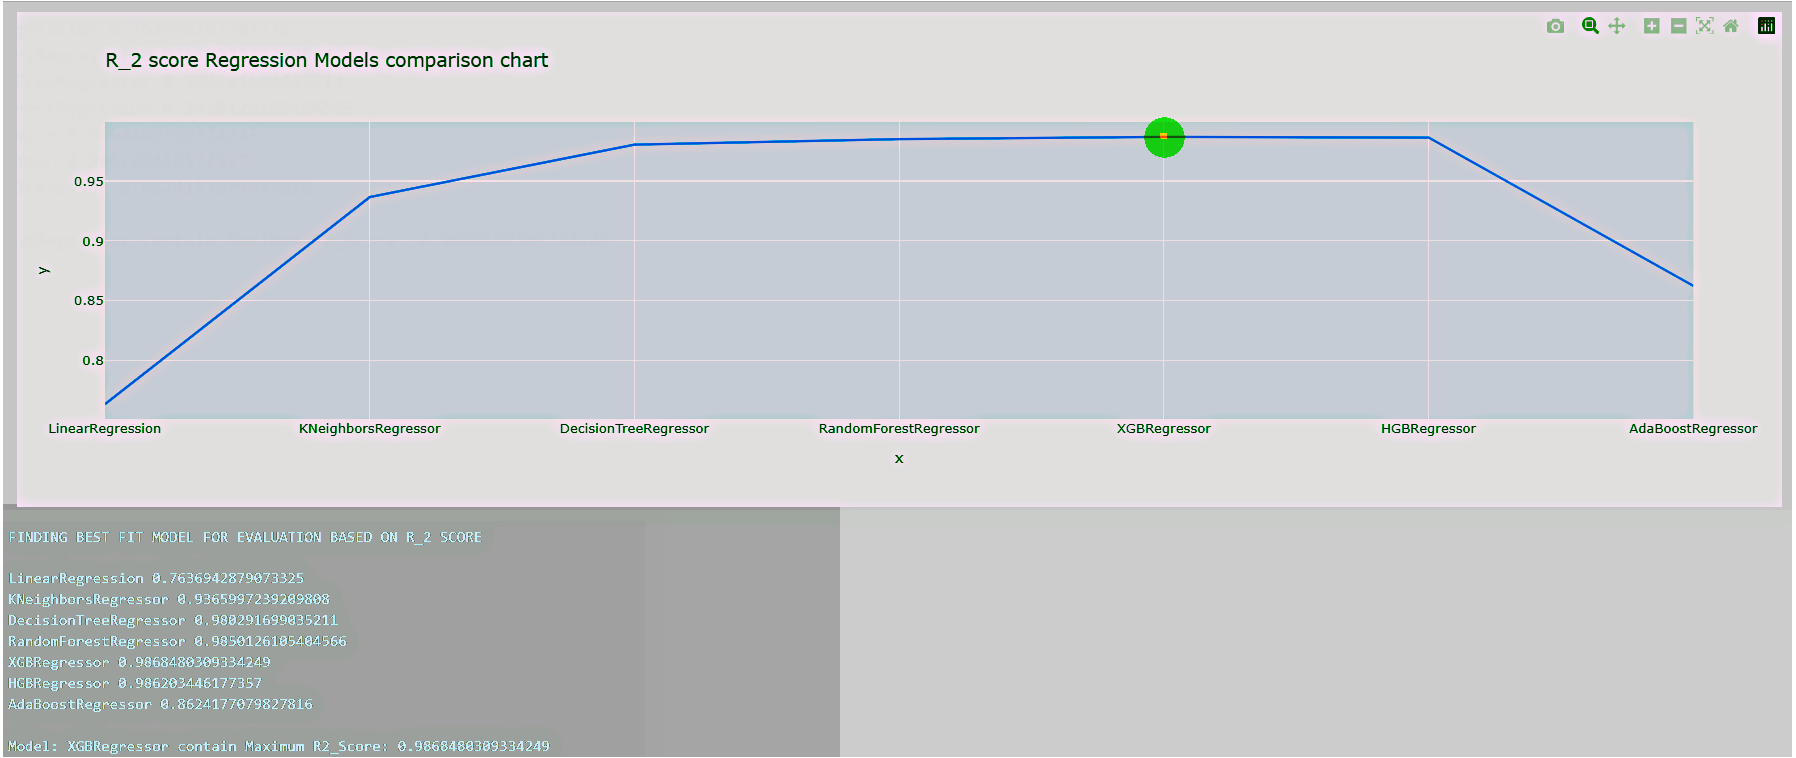 R_2 score Regression Models comparison chart
0.95
0.9
0.85
0.8
y
LinearRegression KNeighborsRegressor DecisionTreeRegressor RandomForestRegressor XGBRegressor HGBRegressor AdaBoostRegressor
x
FINDING BEST FIT MODEL FOR EVALUATION BASED ON R_2 SCORE
LinearRegression 0.7636942879073325
KNeighborsRegressor 0.9365997239209808
DecisionTreeRegressor 0.980291699035211
RandomForestRegressor 0.9850126105404566
XGBRegressor 0.9868480309334249
HGBRegressor 0.986203446177357
AdaBoostRegressor 0.8624177079827816
Model: XGBRegressor contain Maximum R2_Score: 0.9868480309334249